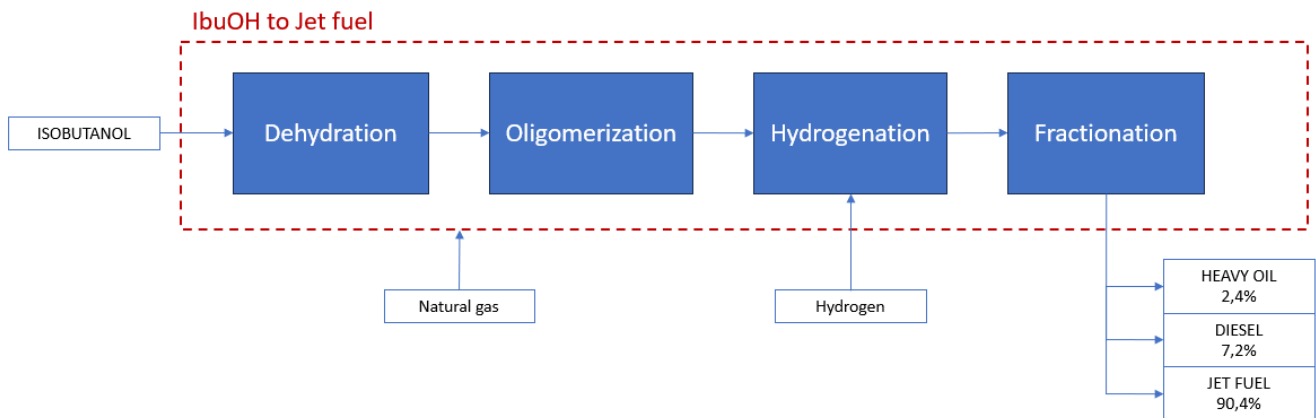 IbuOH to Jet fuel
ISOBUTANOL
Dehydration
Oligomerization
Hydrogenation
Fractionation
Natural gas
Hydrogen
HEAVY OIL
2,4%
DIESEL
7,2%
JET FUEL
90,4%